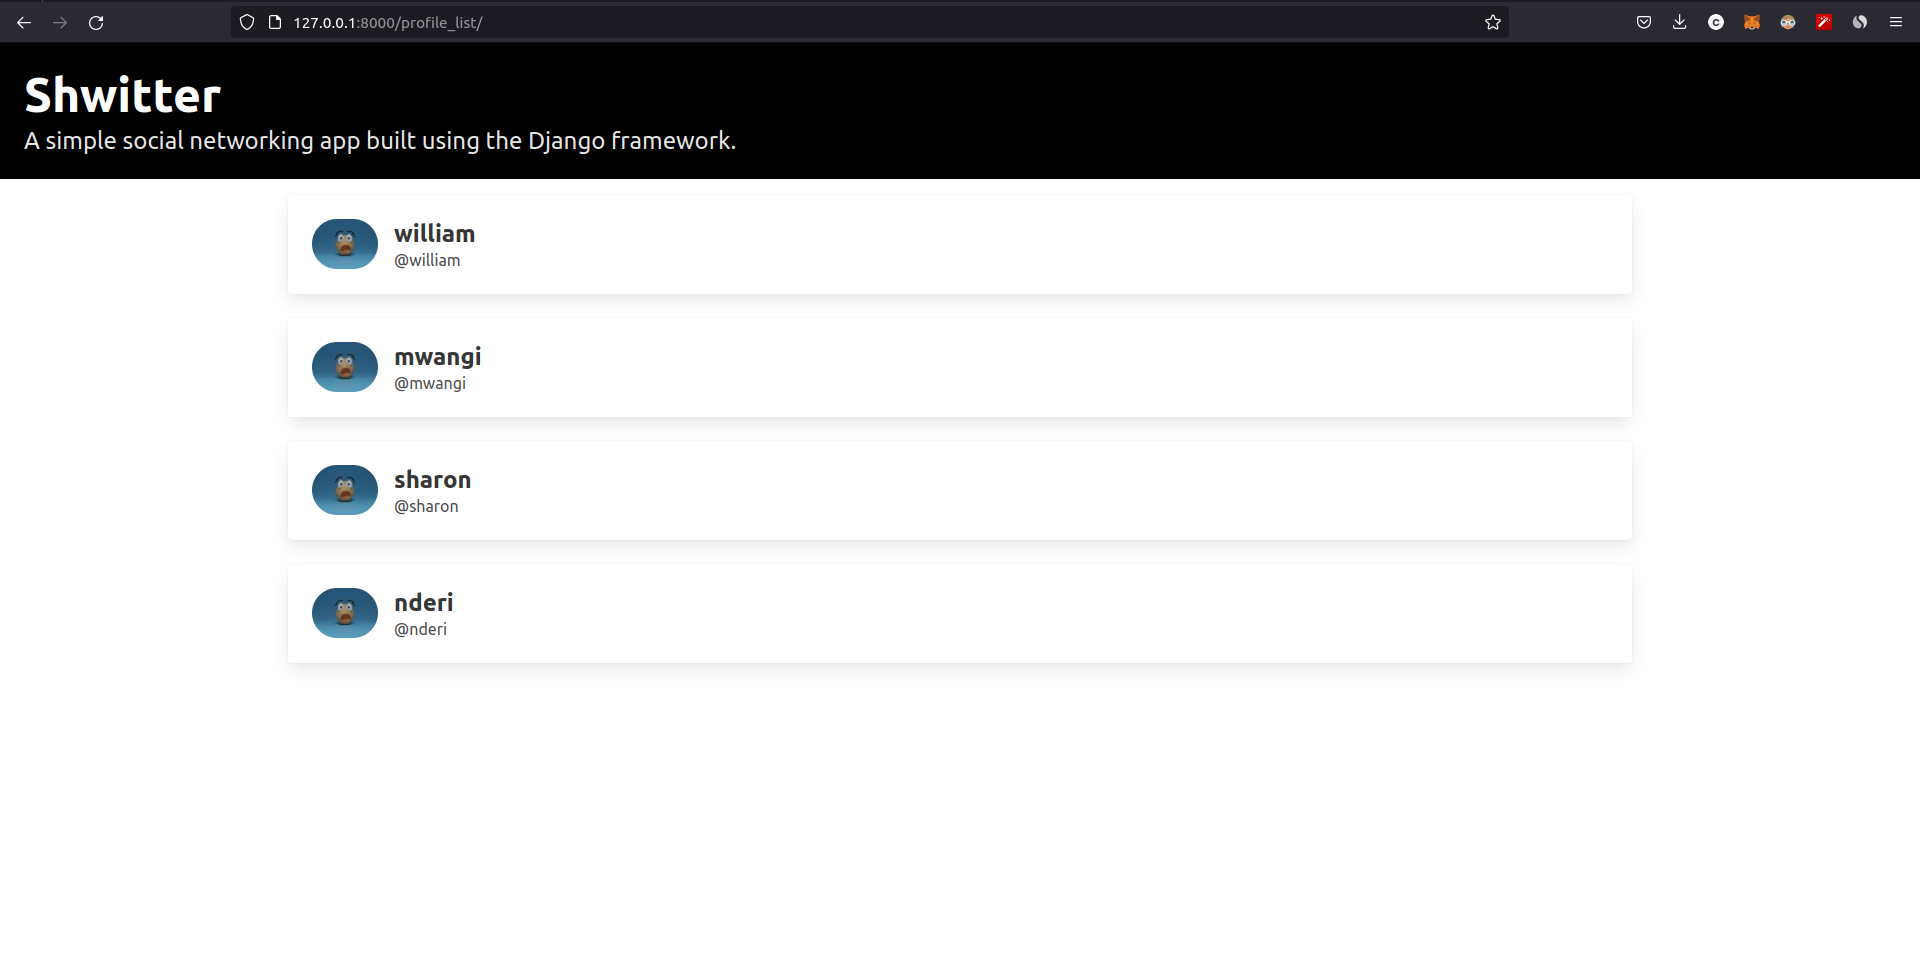 127.0.0.1:8000/profile_list/
C
Shwitter
A simple social networking app built using the Django framework.
william
@william
mwangi
@mwangi
sharon
@sharon
nderi
@nderi